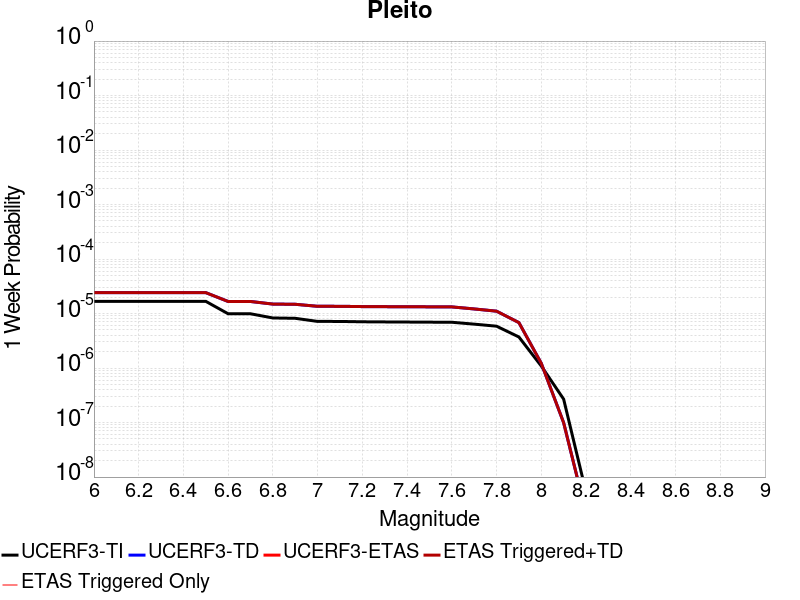 Pleito
10^0
10^-1
10^-2
10^-3
10^-4
10^-5
10^-6
10^-7
10^-8
1 Week Probability
6 6.2 6.4 6.6 6.8 7 7.2 7.4 7.6 7.8 8 8.2 8.4 8.6 8.8 9
Magnitude
UCERF3-TI UCERF3-TD UCERF3-ETAS ETAS Triggered+TD
ETAS Triggered Only